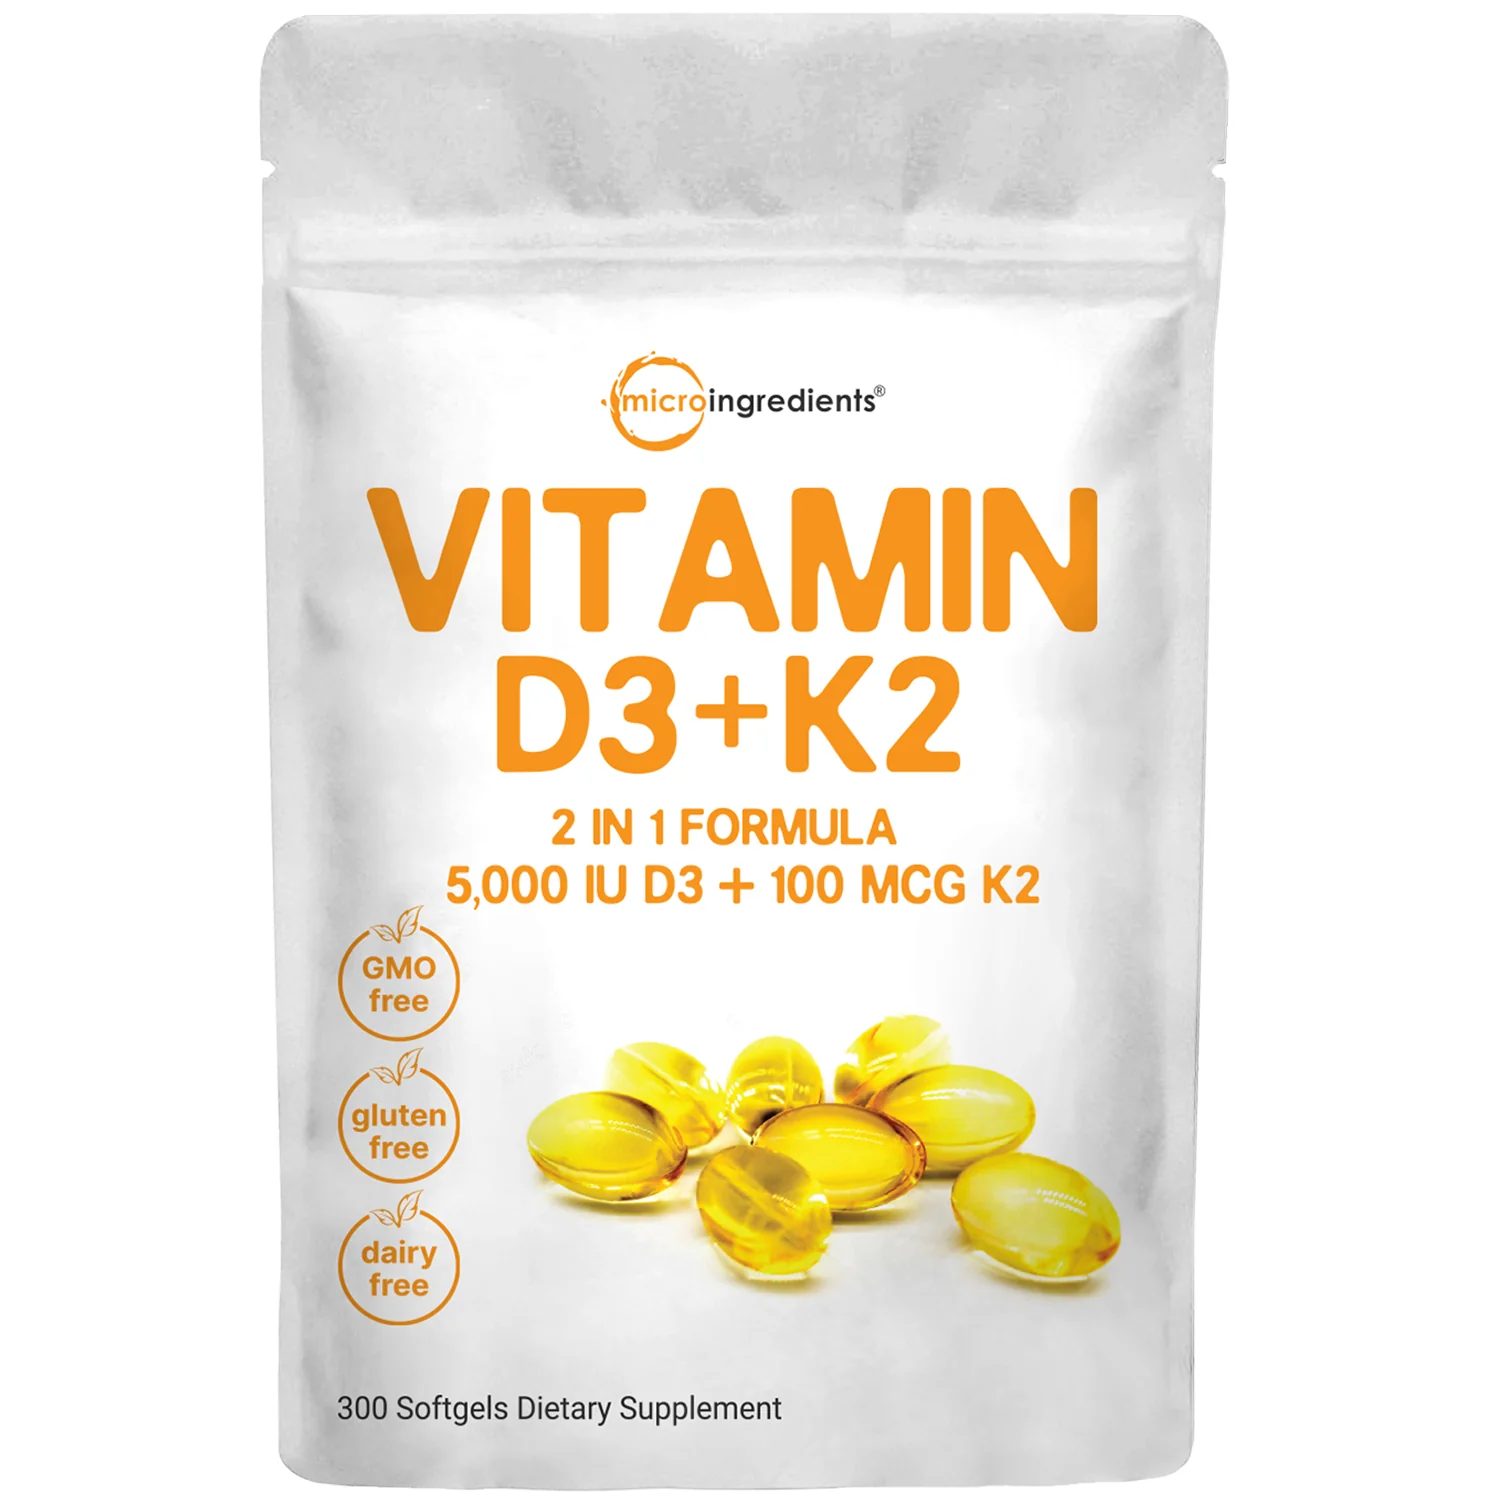 microingredients®
VITAMIN
D3+K2
2 IN 1 FORMULA
5,000 IU D3 + 100 MCG K2
GMO
free
gluten
free
dairy
free
300 Softgels Dietary Supplement